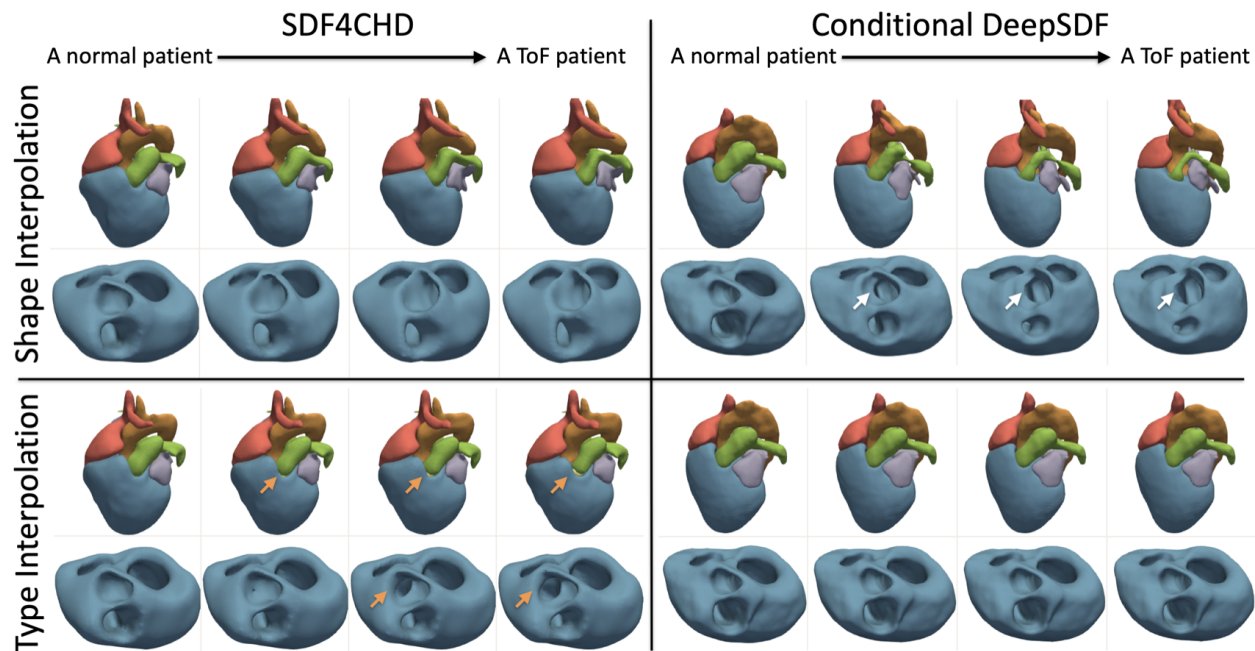 SDF4CHD
A normal patient
A ToF patient
Conditional DeepSDF
A normal patient
A ToF patient
Shape Interpolation
Type Interpolation